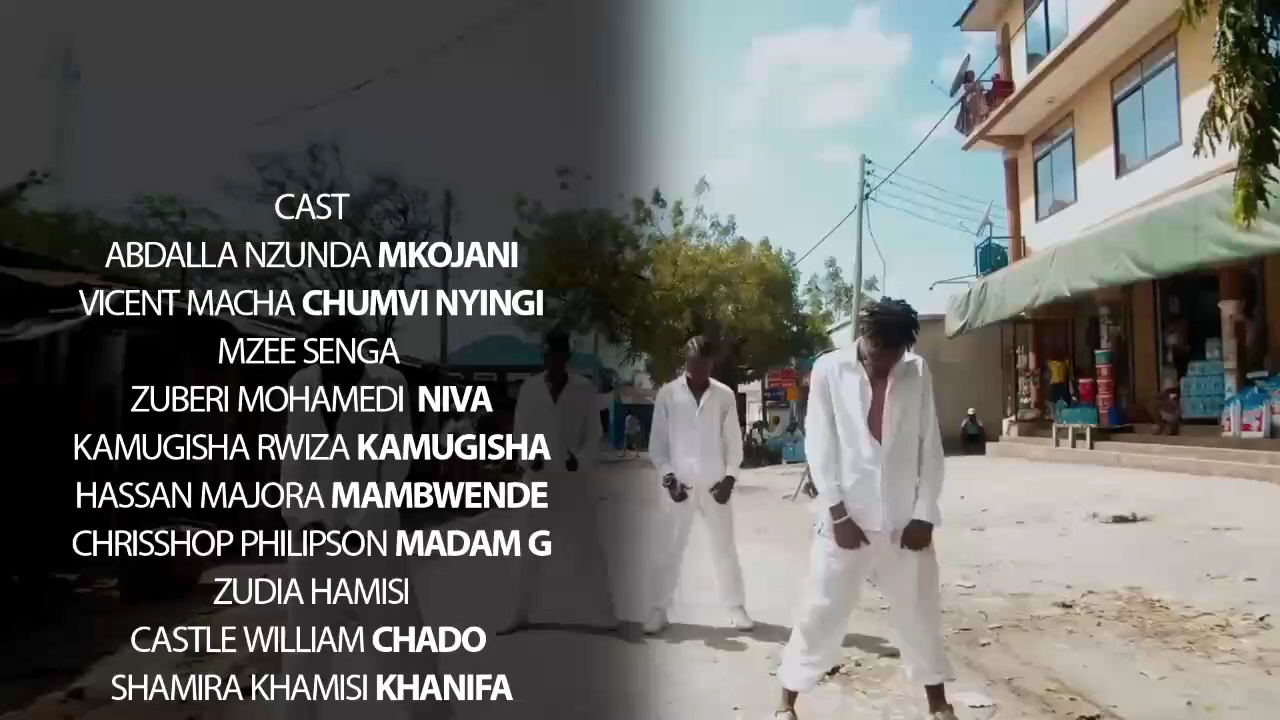 CAST
ABDALLA NZUNDA MKOJANI
VICENT MACHA CHUMVI NYINGI
MZEE SENGA
ZUBERI MOHAMEDI NIVA
KAMUGISHA RWIZA KAMUGISHA
HASSAN MAJORA MAMBWENDE
CHRISSHOP PHILIPSON MADAM G
ZUDIA HAMISI
CASTLE WILLIAM CHADO
SHAMIRA KHAMISI KHANIFA